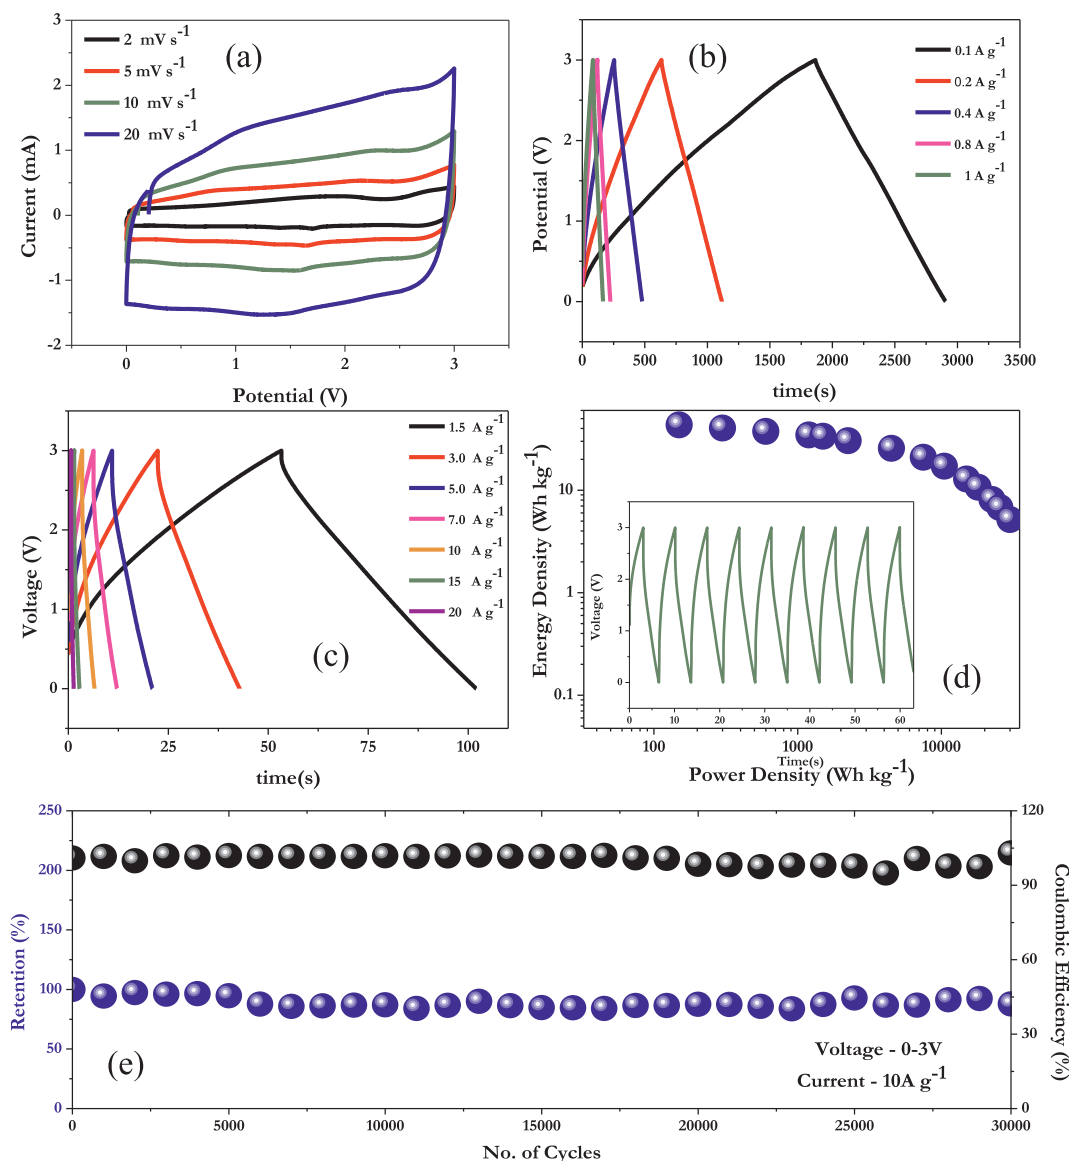 (a)
2 mV s-1
5 mV s-1
10 mV s-1
20 mV s-1
3
2
1
0
-1
-2
Current (mA)
0
1
2
3
Potential (V)
(b)
0.1 A g-1
0.2 A g-1
0.4 A g-1
0.8 A g-1
1 A g-1
4
3
2
1
0
Potential (V)
0
500
1000
1500
2000
2500
3000
3500
time(s)
(c)
1.5 A g-1
3.0 A g-1
5.0 A g-1
7.0 A g-1
10 A g-1
15 A g-1
20 A g-1
3
2
1
0
Voltage (V)
0
25
50
75
100
time(s)
(d)
10
1
0.1
Energy Density (Wh kg-1)
3
2
1
0
Voltage (V)
0
10
20
30
40
50
60
Time(s)
100
1000
10000
Power Density (Wh kg-1)
(e)
250
200
150
100
50
0
Retention (%)
120
90
60
30
0
Coulombic Efficiency (%)
Voltage - 0-3V
Current - 10A g-1
0
5000
10000
15000
20000
25000
30000
No. of Cycles